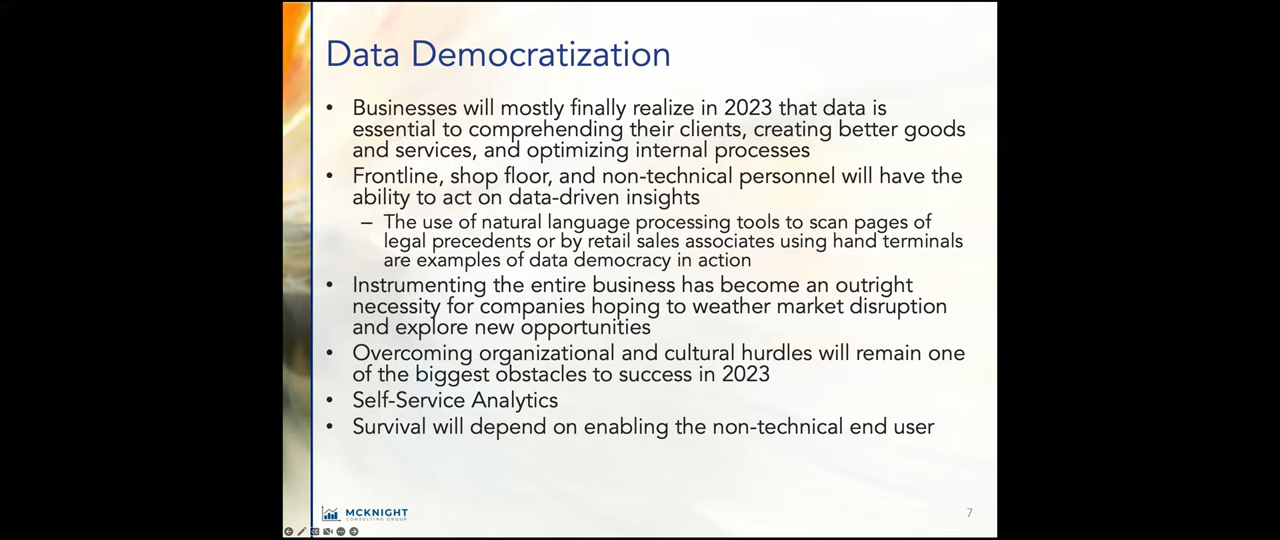 Data Democratization
• Businesses will mostly finally realize in 2023 that data is
essential to comprehending their clients, creating better goods
and services, and optimizing internal processes
• Frontline, shop floor, and non-technical personnel will have the
ability to act on data-driven insights
– The use of natural language processing tools to scan pages of
legal precedents or by retail sales associates using hand terminals
are examples of data democracy in action
• Instrumenting the entire business has become an outright
necessity for companies hoping to weather market disruption
and explore new opportunities
• Overcoming organizational and cultural hurdles will remain one
of the biggest obstacles to success in 2023
• Self-Service Analytics
• Survival will depend on enabling the non-technical end user
MCKNIGHT
CONSULTING GROUP
7